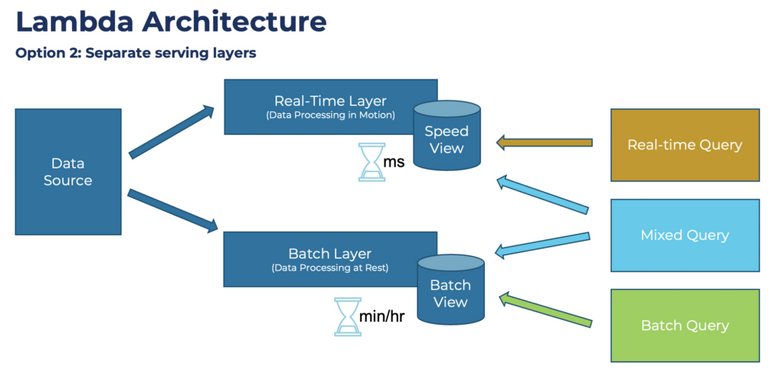 Lambda Architecture
Option 2: Separate serving layers
Data
Source
Real-Time Layer
(Data Processing in Motion)
Speed
View
ms
Batch Layer
(Data Processing at Rest)
Batch
View
min/hr
Real-time Query
Mixed Query
Batch Query